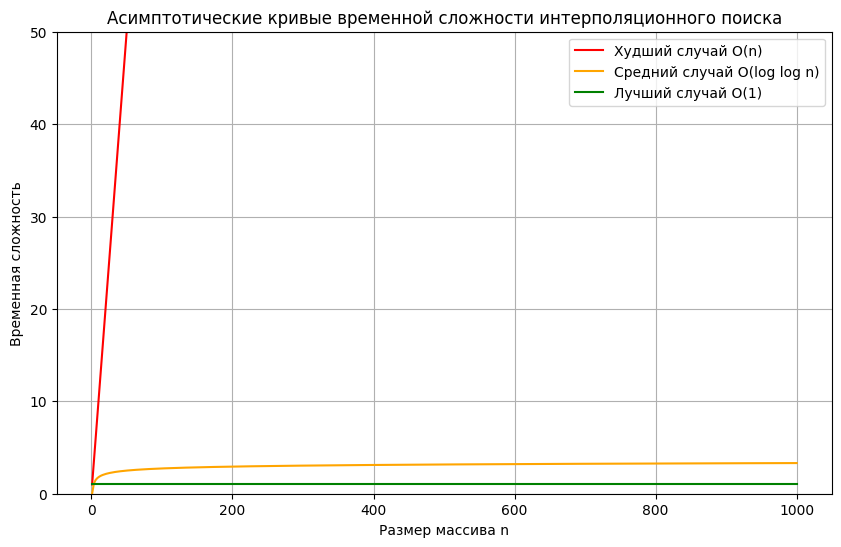 Асимптотические кривые временной сложности интерполяционного поиска
50
40
30
20
10
0
Временная сложность
Худший случай O(n)
Средний случай O(log log n)
Лучший случай O(1)
0
200
400
600
800
1000
Размер массива n